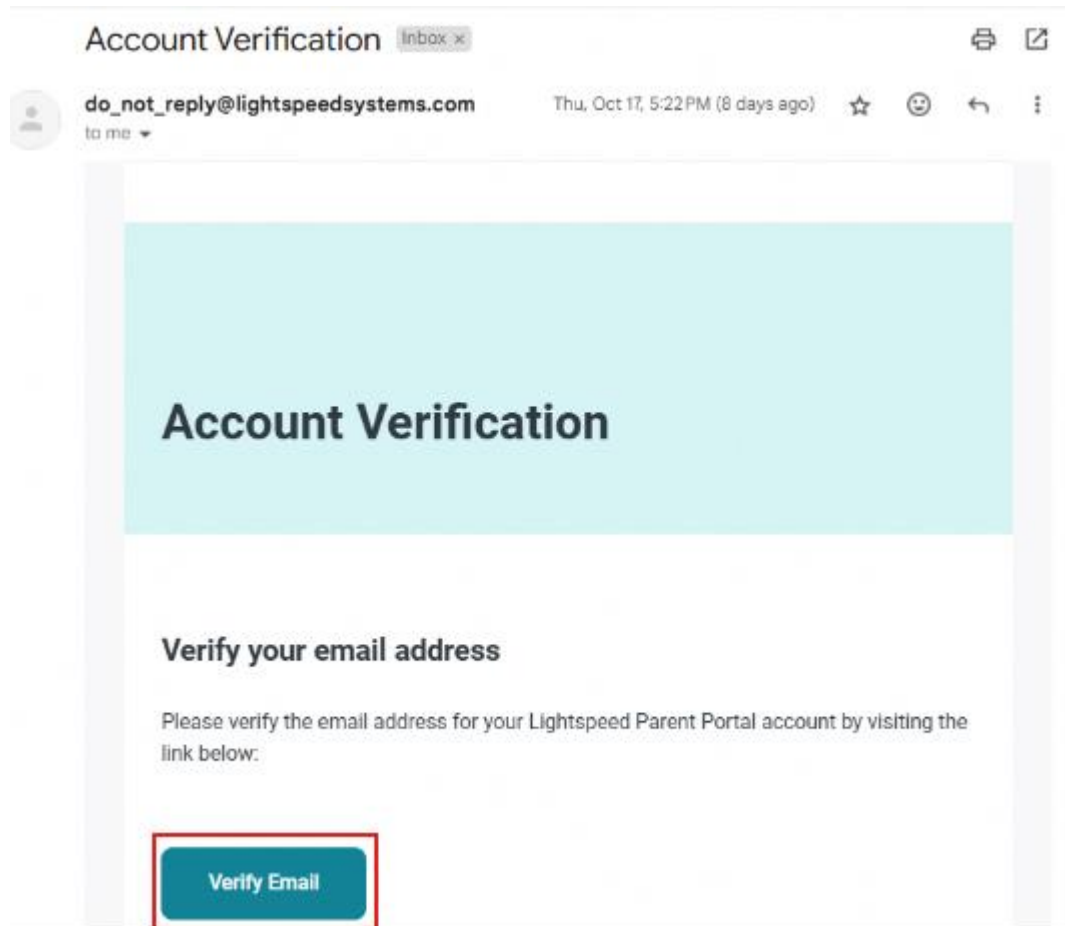 Account Verification Inbox ×
do_not_reply@lightspeedsystems.com Thu, Oct 17, 5:22 PM (8 days ago)
to me
Account Verification
Verify your email address
Please verify the email address for your Lightspeed Parent Portal account by visiting the
link below:
Verify Email